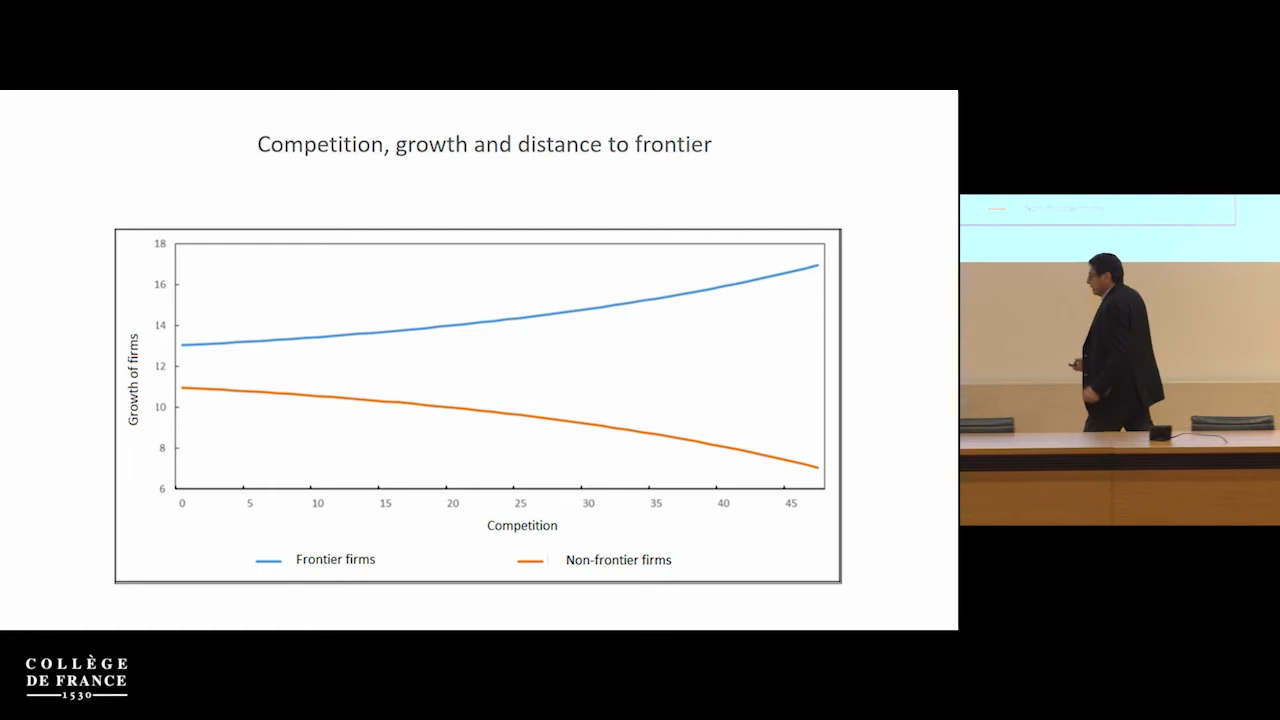 Competition, growth and distance to frontier
18
16
14
12
10
8
6
Growth of firms
0 5 10 15 20 25 30 35 40 45
Competition
Frontier firms
Non-frontier firms
COLLÈGE
DE FRANCE
1530